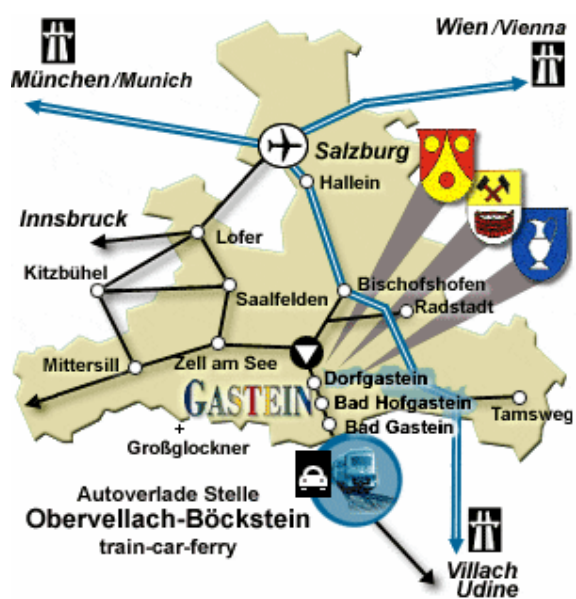 Wien/Vienna
München/Munich
Salzburg
Hallein
Innsbruck
Lofer
Kitzbühel
Saalfelden
Bischofshofen
Radstadt
Mittersill
Zell am See
Dorfgastein
GASTEIN
Bad Hofgastein
Tamsweg
Bad Gastein
+
Großglockner
Autoverlade Stelle
Obervellach-Böckstein
train-car-ferry
Villach
Udine